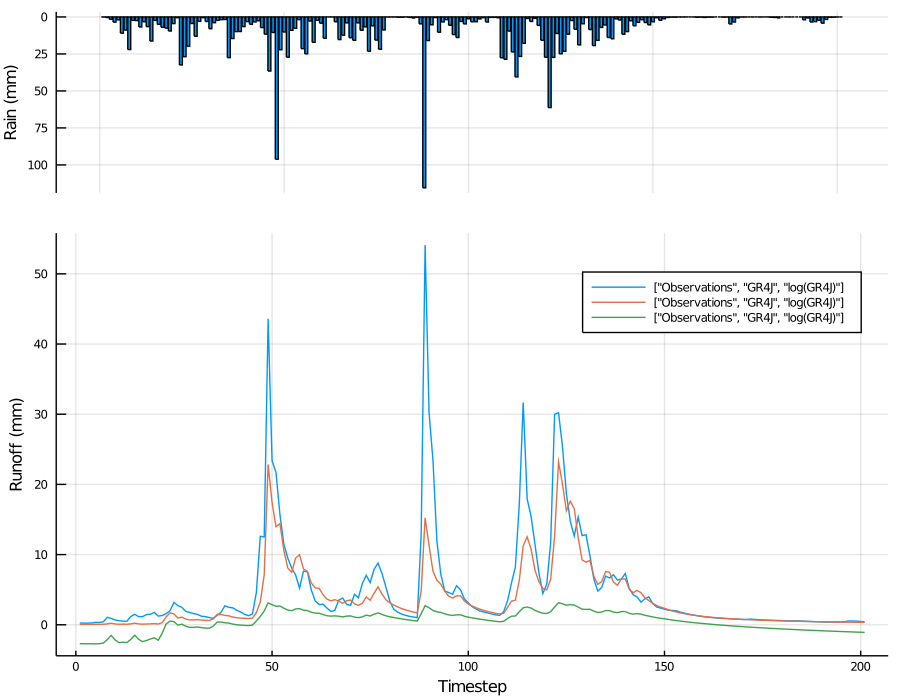 0
25
50
75
100
Rain (mm)
50
40
30
20
10
0
Runoff (mm)
["Observations", "GR4J", "log(GR4J)"]
["Observations", "GR4J", "log(GR4J)"]
["Observations", "GR4J", "log(GR4J)"]
0 50 100 150 200
Timestep